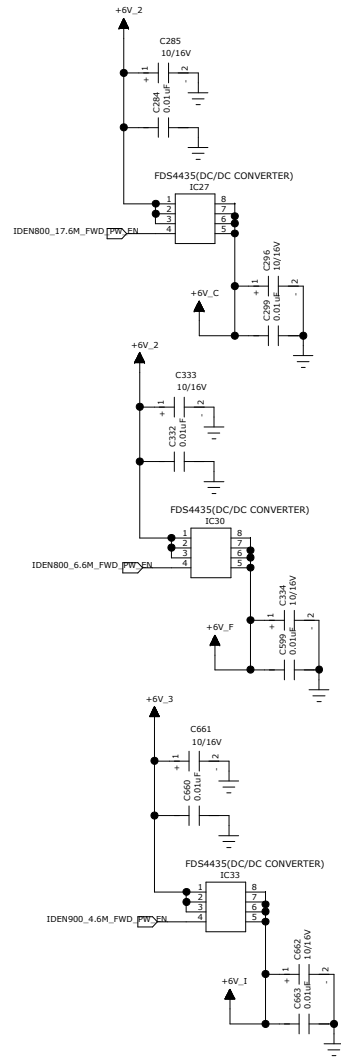 +6V_2
C285
10/16V
+ 1
2 -
C284
0.01uF
FDS4435(DC/DC CONVERTER)
IC27
1 8
2 7
3 6
4 5
IDEN800_17.6M_FWD_PW_EN
C296
10/16V
+ 1
2 -
+6V_C
C299
0.01uF
+6V_2
C333
10/16V
+ 1
2 -
C332
0.01uF
FDS4435(DC/DC CONVERTER)
IC30
1 8
2 7
3 6
4 5
IDEN800_6.6M_FWD_PW_EN
C334
10/16V
+ 1
2 -
+6V_F
C599
0.01uF
+6V_3
C661
10/16V
+ 1
2 -
C660
0.01uF
FDS4435(DC/DC CONVERTER)
IC33
1 8
2 7
3 6
4 5
IDEN900_4.6M_FWD_PW_EN
C662
10/16V
+ 1
2 -
+6V_I
C663
0.01uF